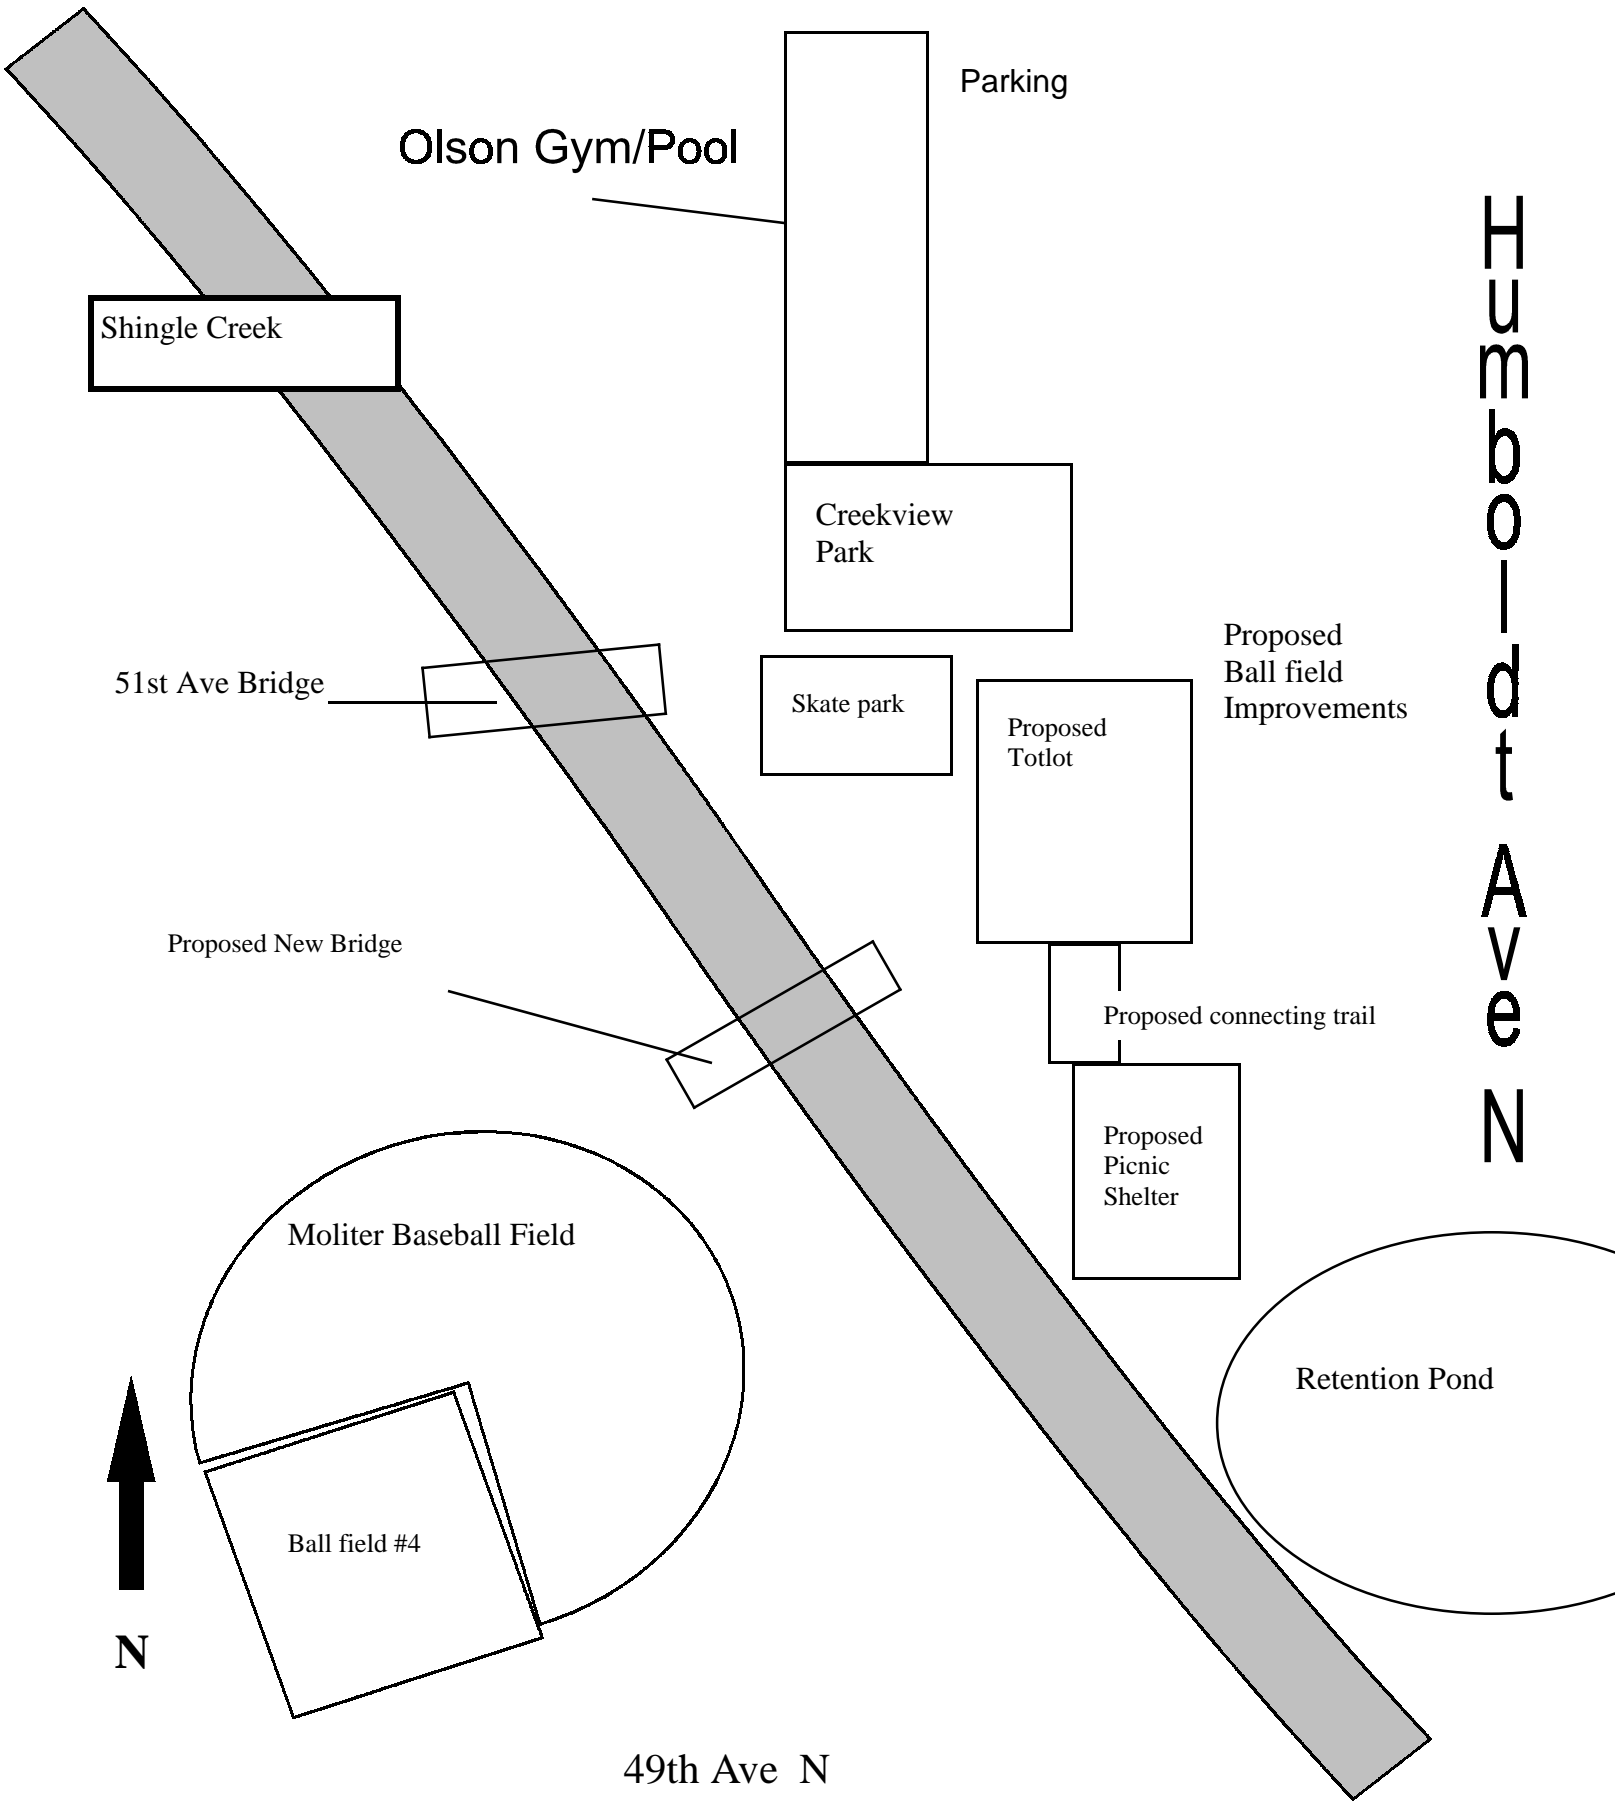 Parking
Olson Gym/Pool
Humboldt Ave N
Shingle Creek
Creekview
Park
Proposed
Ball field
Improvements
51st Ave Bridge
Skate park
Proposed
Totlot
Proposed New Bridge
Proposed connecting trail
Proposed
Picnic
Shelter
Moliter Baseball Field
Retention Pond
Ball field #4
N
49th Ave N